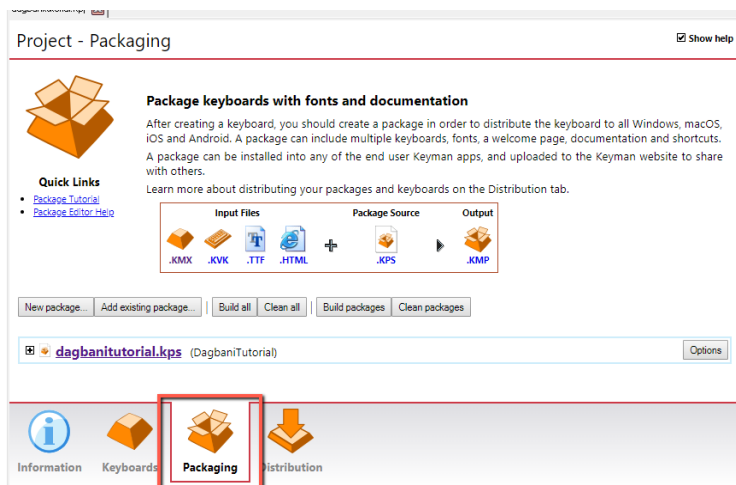 Project - Packaging
Show help
Package keyboards with fonts and documentation
After creating a keyboard, you should create a package in order to distribute the keyboard to all Windows, macOS,
iOS and Android. A package can include multiple keyboards, fonts, a welcome page, documentation and shortcuts.
A package can be installed into any of the end user Keyman apps, and uploaded to the Keyman website to share
with others.
Learn more about distributing your packages and keyboards on the Distribution tab.
Quick Links
Package Tutorial
Package Editor Help
Input Files Package Source Output
.KMX .KVK .TTF .HTML .KPS .KMP
New package... Add existing package... Build all Clean all Build packages Clean packages
dagbanitutorial.kps (DagbaniTutorial) Options
Information Keyboards Packaging Distribution